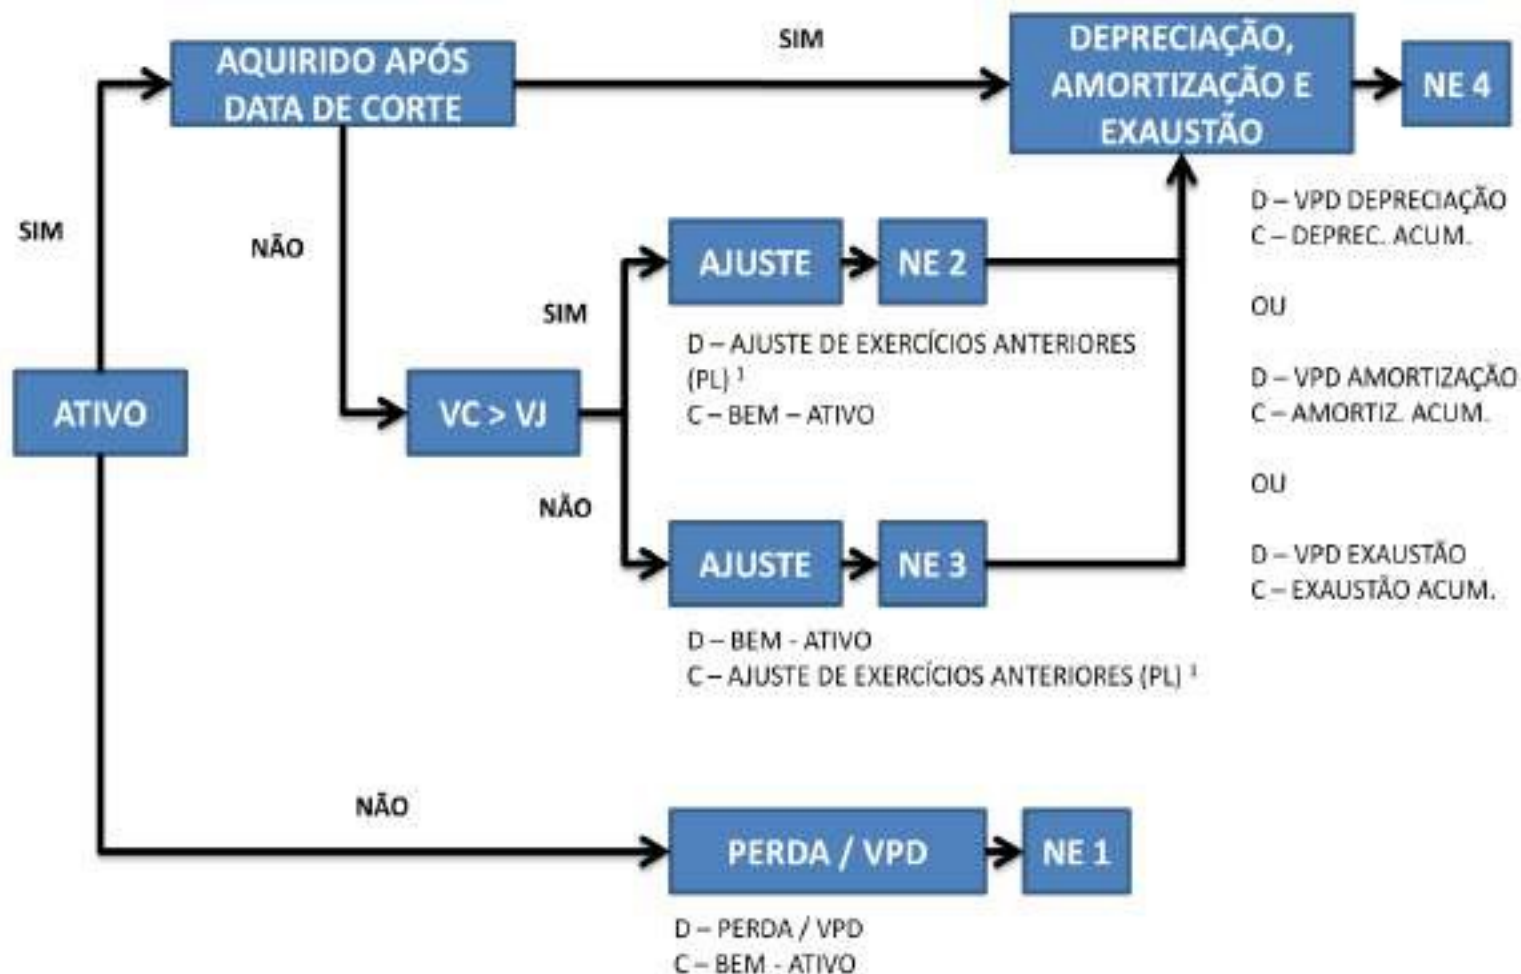 SIM
AQUIRIDO APÓS
DATA DE CORTE
DEPRECIAÇÃO,
AMORTIZAÇÃO E
EXAUSTÃO
NE 4
SIM
NÃO
D – VPD DEPRECIAÇÃO
C – DEPREC. ACUM.
OU
D – VPD AMORTIZAÇÃO
C – AMORTIZ. ACUM.
OU
D – VPD EXAUSTÃO
C – EXAUSTÃO ACUM.
AJUSTE
NE 2
SIM
D – AJUSTE DE EXERCÍCIOS ANTERIORES
(PL) ¹
C – BEM – ATIVO
ATIVO
VC > VJ
NÃO
AJUSTE
NE 3
D – BEM - ATIVO
C – AJUSTE DE EXERCÍCIOS ANTERIORES (PL) ¹
NÃO
PERDA / VPD
NE 1
D – PERDA / VPD
C – BEM - ATIVO